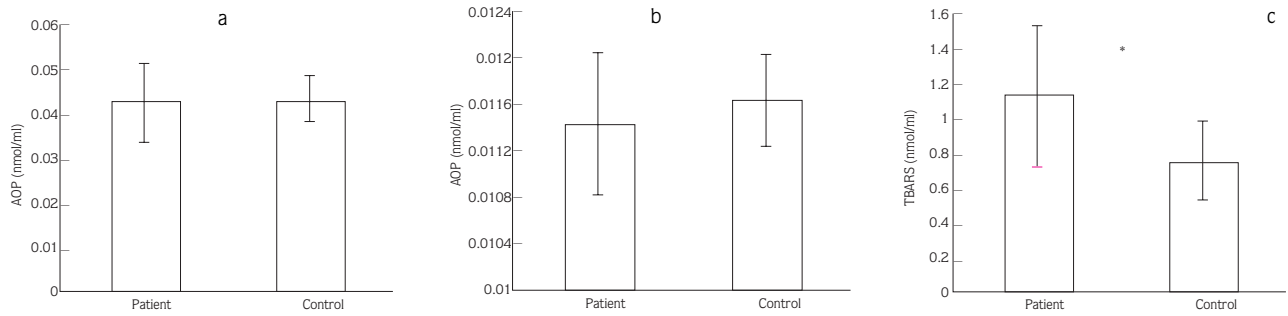 a
0.06
0.05
0.04
0.03
0.02
0.01
0
AOP (nmol/ml)
Patient
Control
b
0.0124
0.012
0.0116
0.0112
0.0108
0.0104
0.01
AOP (nmol/ml)
Patient
Control
c
1.6
1.4
1.2
1
0.8
0.6
0.4
0.2
0
TBARS (nmol/ml)
*
Patient
Control